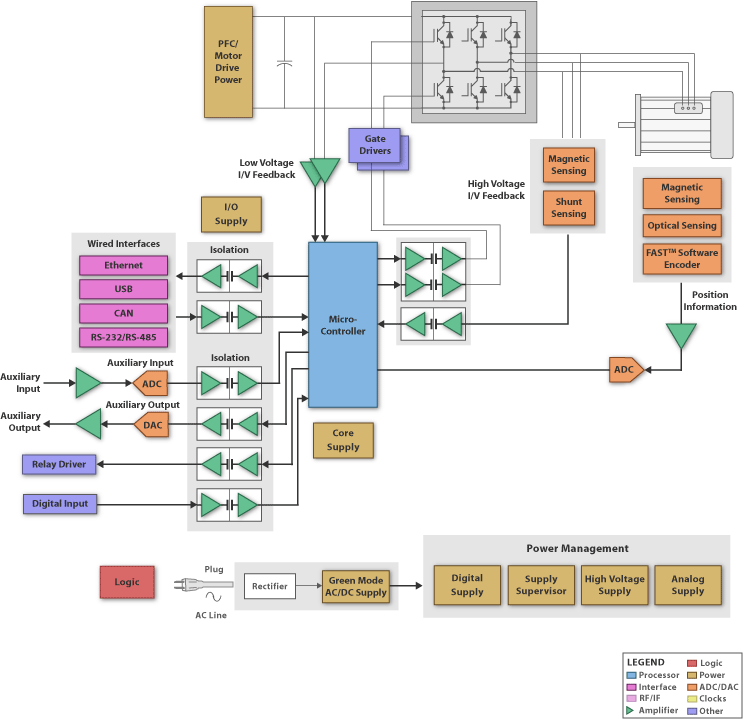 PFC/
Motor
Drive
Power
Gate
Drivers
Low Voltage
I/V Feedback
High Voltage
I/V Feedback
Magnetic
Sensing
Shunt
Sensing
Magnetic
Sensing
Optical Sensing
FAST™ Software
Encoder
Position
Information
I/O
Supply
Wired Interfaces
Ethernet
USB
CAN
RS-232/RS-485
Isolation
Micro-
Controller
Isolation
Auxiliary
Input
Auxiliary Input
ADC
ADC
Auxiliary
Output
Auxiliary Output
DAC
Core
Supply
Relay Driver
Digital Input
Logic
Plug
AC Line
Rectifier
Green Mode
AC/DC Supply
Power Management
Digital
Supply
Supply
Supervisor
High Voltage
Supply
Analog
Supply
LEGEND
Processor
Interface
RF/IF
Amplifier
Logic
Power
ADC/DAC
Clocks
Other